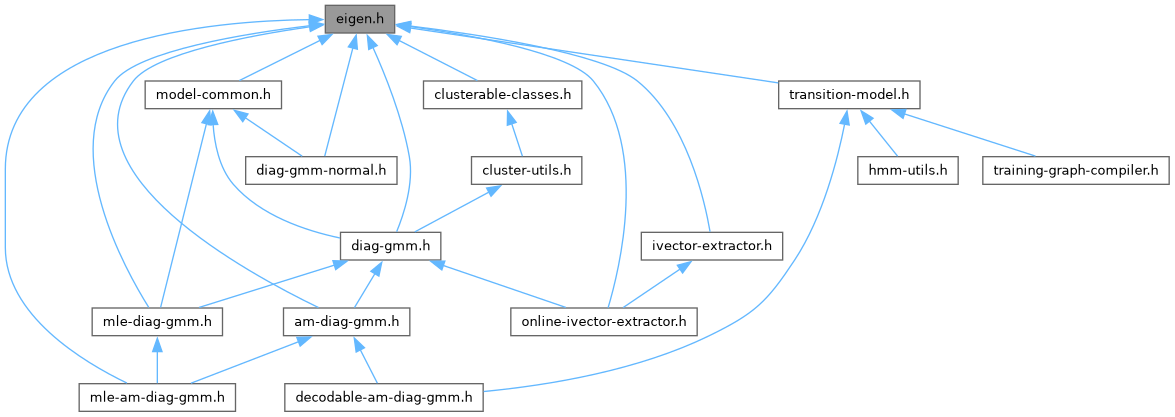 eigen.h
model-common.h
clusterable-classes.h
transition-model.h
diag-gmm-normal.h
cluster-utils.h
hmm-utils.h
training-graph-compiler.h
diag-gmm.h
ivector-extractor.h
mle-diag-gmm.h
am-diag-gmm.h
online-ivector-extractor.h
mle-am-diag-gmm.h
decodable-am-diag-gmm.h